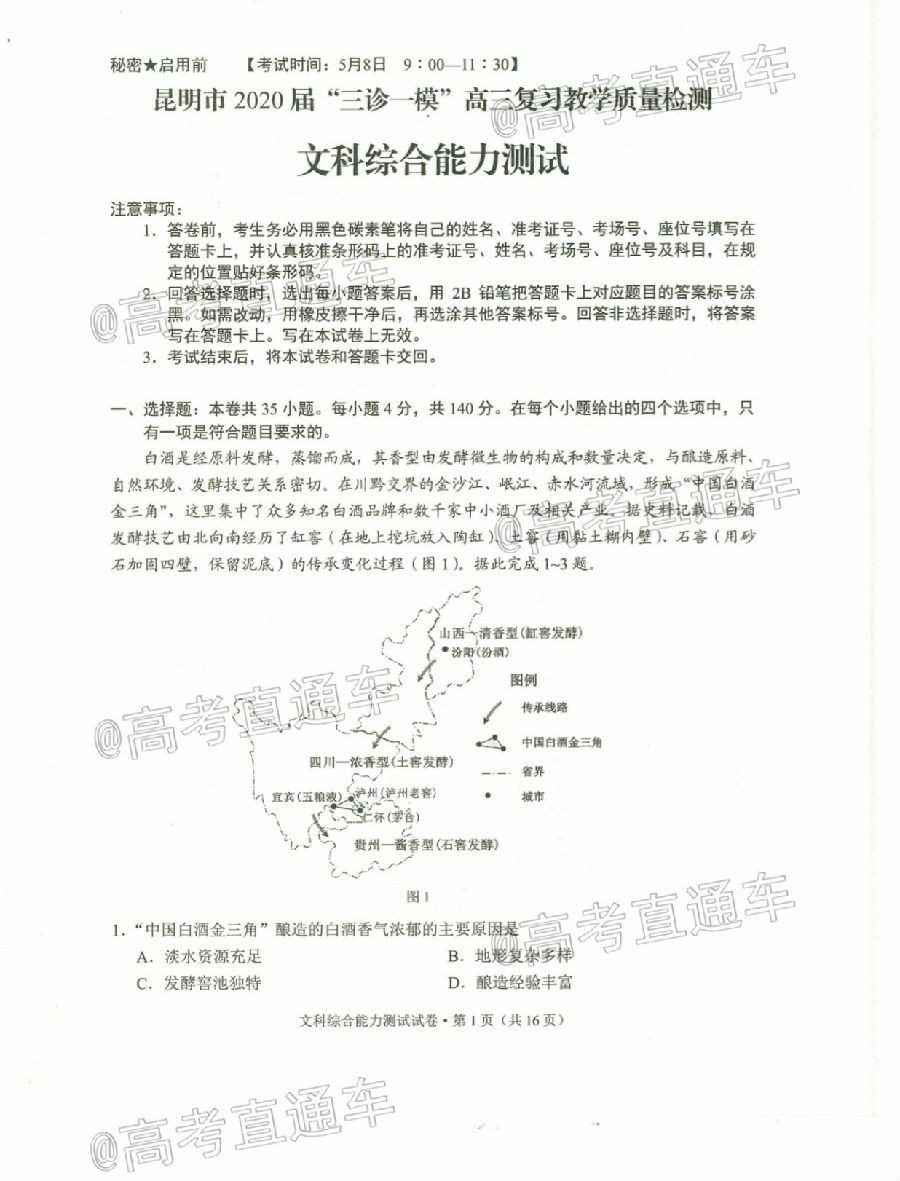 秘密★启用前 【考试时间：5月8日 9：00—11：30】
昆明市 2020 届“三诊一模”高三复习教学质量检测
文科综合能力测试
注意事项：
1．答卷前，考生务必用黑色碳素笔将自己的姓名、准考证号、考场号、座位号填写在
答题卡上，并认真核准条形码上的准考证号、姓名、考场号、座位号及科目，在规
定的位置贴好条形码。
2．回答选择题时，选出每小题答案后，用 2B 铅笔把答题卡上对应题目的答案标号涂
黑。如需改动，用橡皮擦干净后，再选涂其他答案标号。回答非选择题时，将答案
写在答题卡上。写在本试卷上无效。
3．考试结束后，将本试卷和答题卡交回。
一、选择题：本卷共 35 小题。每小题 4 分，共 140 分。在每个小题给出的四个选项中，只
有一项是符合题目要求的。
白酒是经原料发酵，蒸馏而成，其香型由发酵微生物的构成和数量决定，与酿造原料、
自然环境、发酵技艺关系密切。在川黔交界的金沙江、岷江、赤水河流域，形成“中国白酒
金三角”，这里集中了众多知名白酒品牌和数千家中小酒厂及相关产业。据史料记载，白酒
发酵技艺由北向南经历了缸窖（在地上挖坑放入陶缸）、土窖（用黏土糊内壁）、石窖（用砂
石加固四壁，保留泥底）的传承变化过程（图 1）。据此完成 1~3 题。
山西—清香型(缸窖发酵)
汾阳(汾酒)
图例
传承线路
中国白酒金三角
省界
城市
四川—浓香型(土窖发酵)
宜宾(五粮液)
泸州(泸州老窖)
仁怀(茅台)
贵州—酱香型(石窖发酵)
图 1
1．“中国白酒金三角”酿造的白酒香气浓郁的主要原因是
A．淡水资源充足 B．地形复杂多样
C．发酵窖池独特 D．酿造经验丰富
文科综合能力测试试卷·第 1 页（共 16 页）
@高考直通车
@高考直通车
@高考直通车
@高考直通车
@高考直通车
@高考直通车
@高考直通车